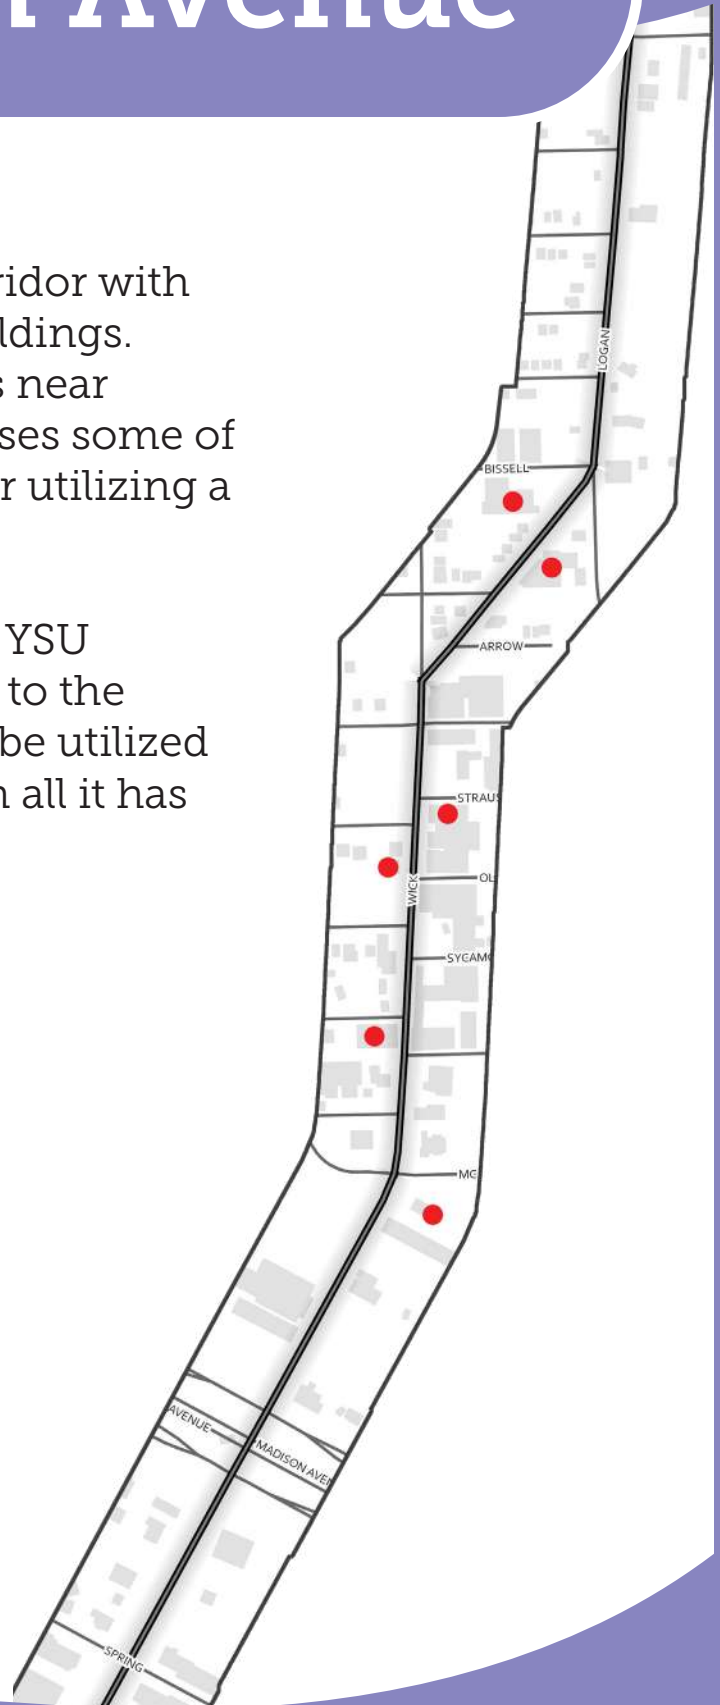 Avenue
ridor with
ldings.
s near
ses some of
r utilizing a
YSU
to the
be utilized
n all it has
LOGAN
BISSELL
ARROW
STRAUS
WICK
OL
SYCAM
MC
AVENUE
MADISON AVE
SPRING